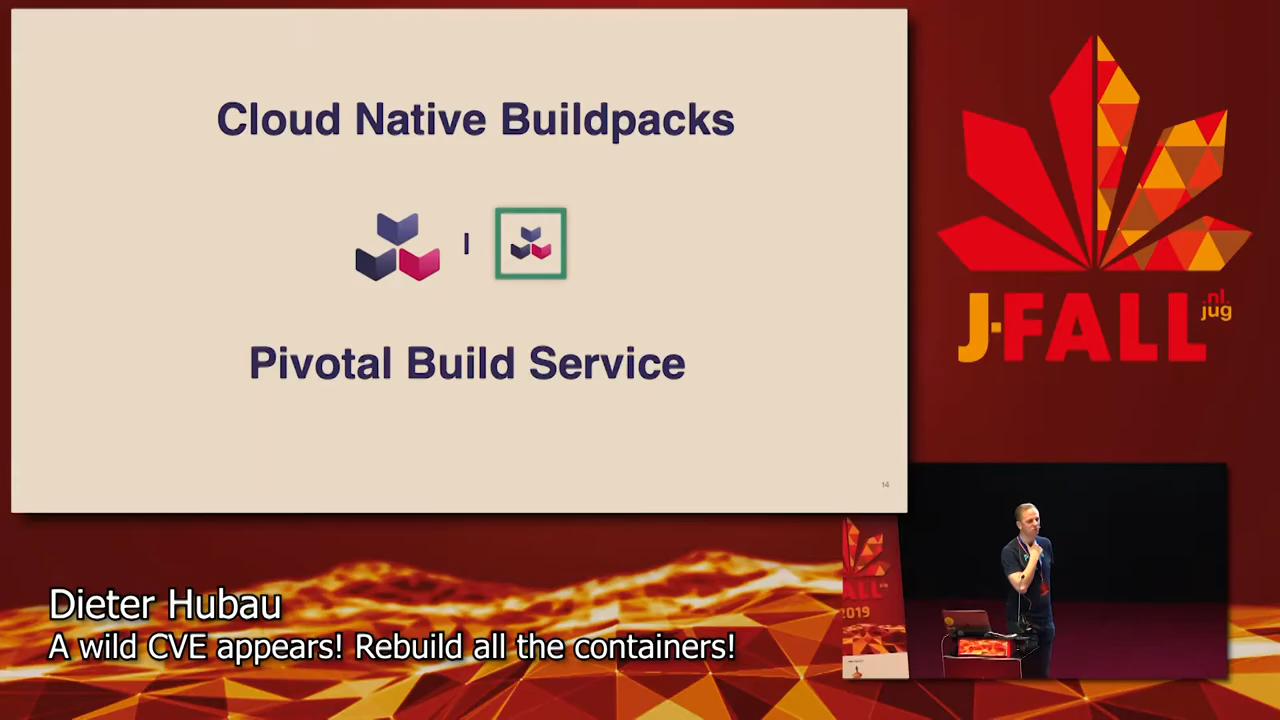 Cloud Native Buildpacks
Pivotal Build Service
14
J-FALL
.nl
jug
2019
Dieter Hubau
A wild CVE appears! Rebuild all the containers!